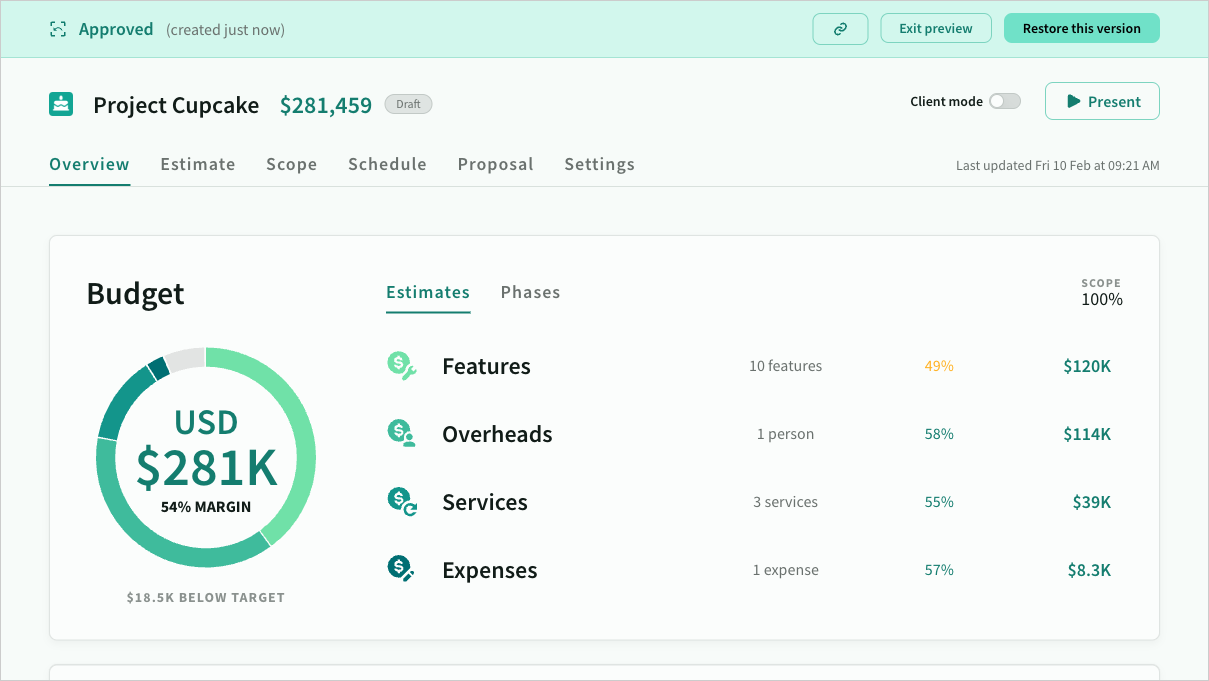 Approved (created just now)
Exit preview
Restore this version
Project Cupcake $281,459 Draft
Client mode
Present
Overview Estimate Scope Schedule Proposal Settings
Last updated Fri 10 Feb at 09:21 AM
Budget
Estimates Phases
SCOPE
100%
USD
$281K
54% MARGIN
$18.5K BELOW TARGET
Features 10 features 49% $120K
Overheads 1 person 58% $114K
Services 3 services 55% $39K
Expenses 1 expense 57% $8.3K